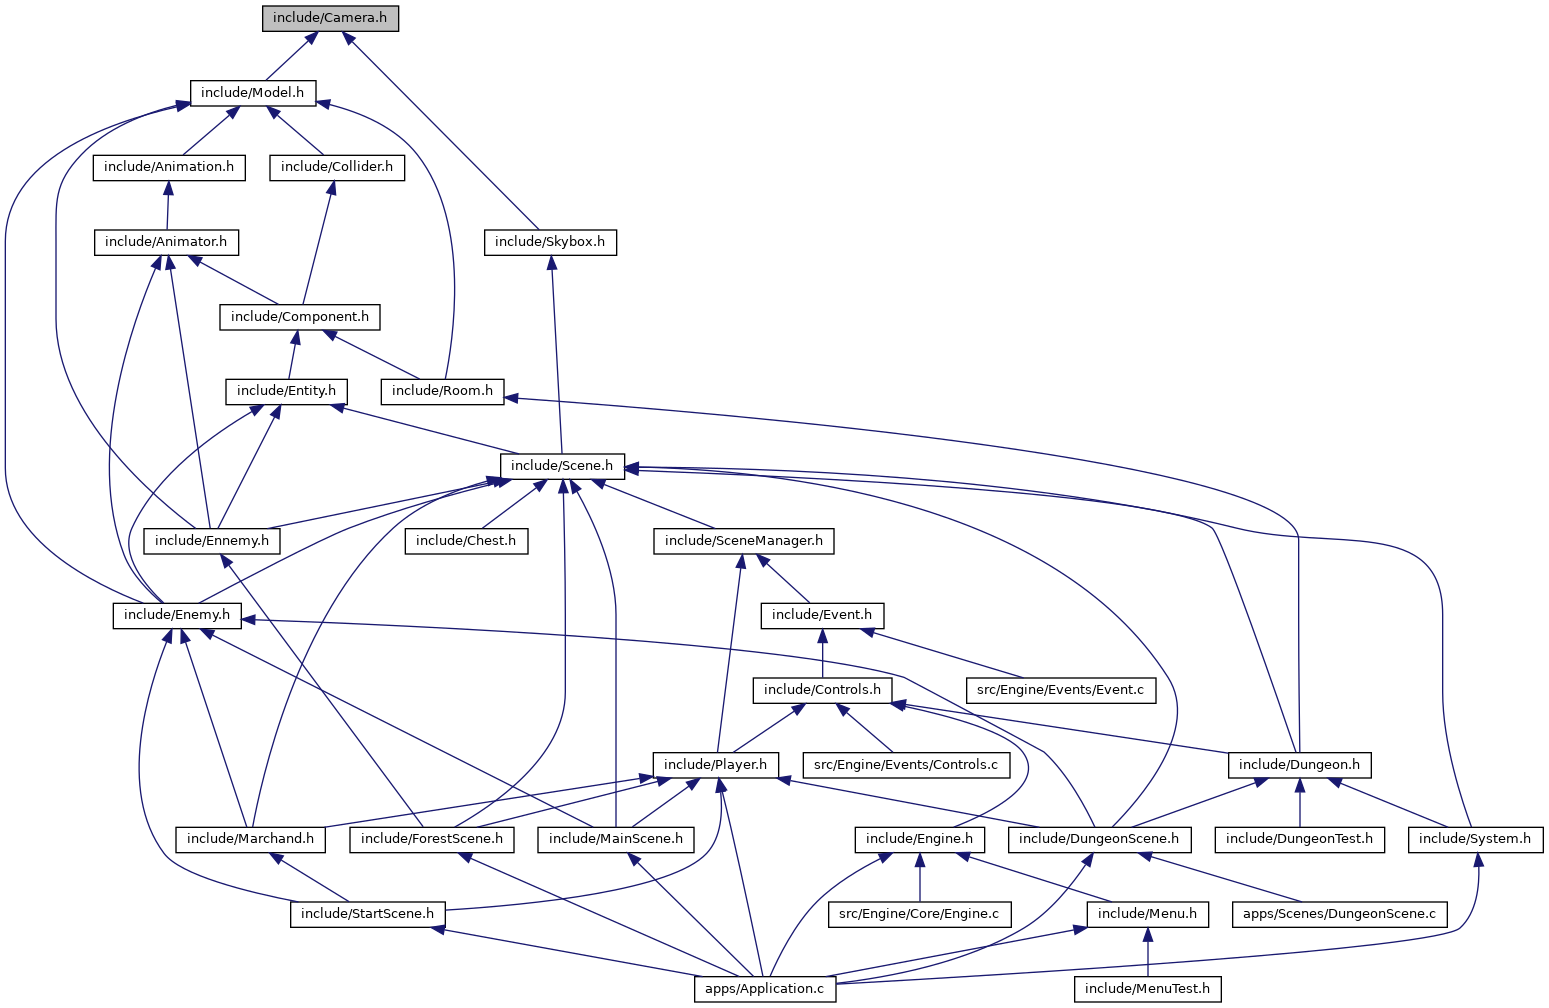 include/Camera.h
include/Model.h
include/Animation.h
include/Collider.h
include/Animator.h
include/Skybox.h
include/Component.h
include/Entity.h
include/Room.h
include/Scene.h
include/Ennemy.h
include/Chest.h
include/SceneManager.h
include/Enemy.h
include/Event.h
include/Controls.h
src/Engine/Events/Event.c
include/Player.h
src/Engine/Events/Controls.c
include/Dungeon.h
include/Marchand.h
include/ForestScene.h
include/MainScene.h
include/Engine.h
include/DungeonScene.h
include/DungeonTest.h
include/System.h
include/StartScene.h
src/Engine/Core/Engine.c
include/Menu.h
apps/Scenes/DungeonScene.c
apps/Application.c
include/MenuTest.h